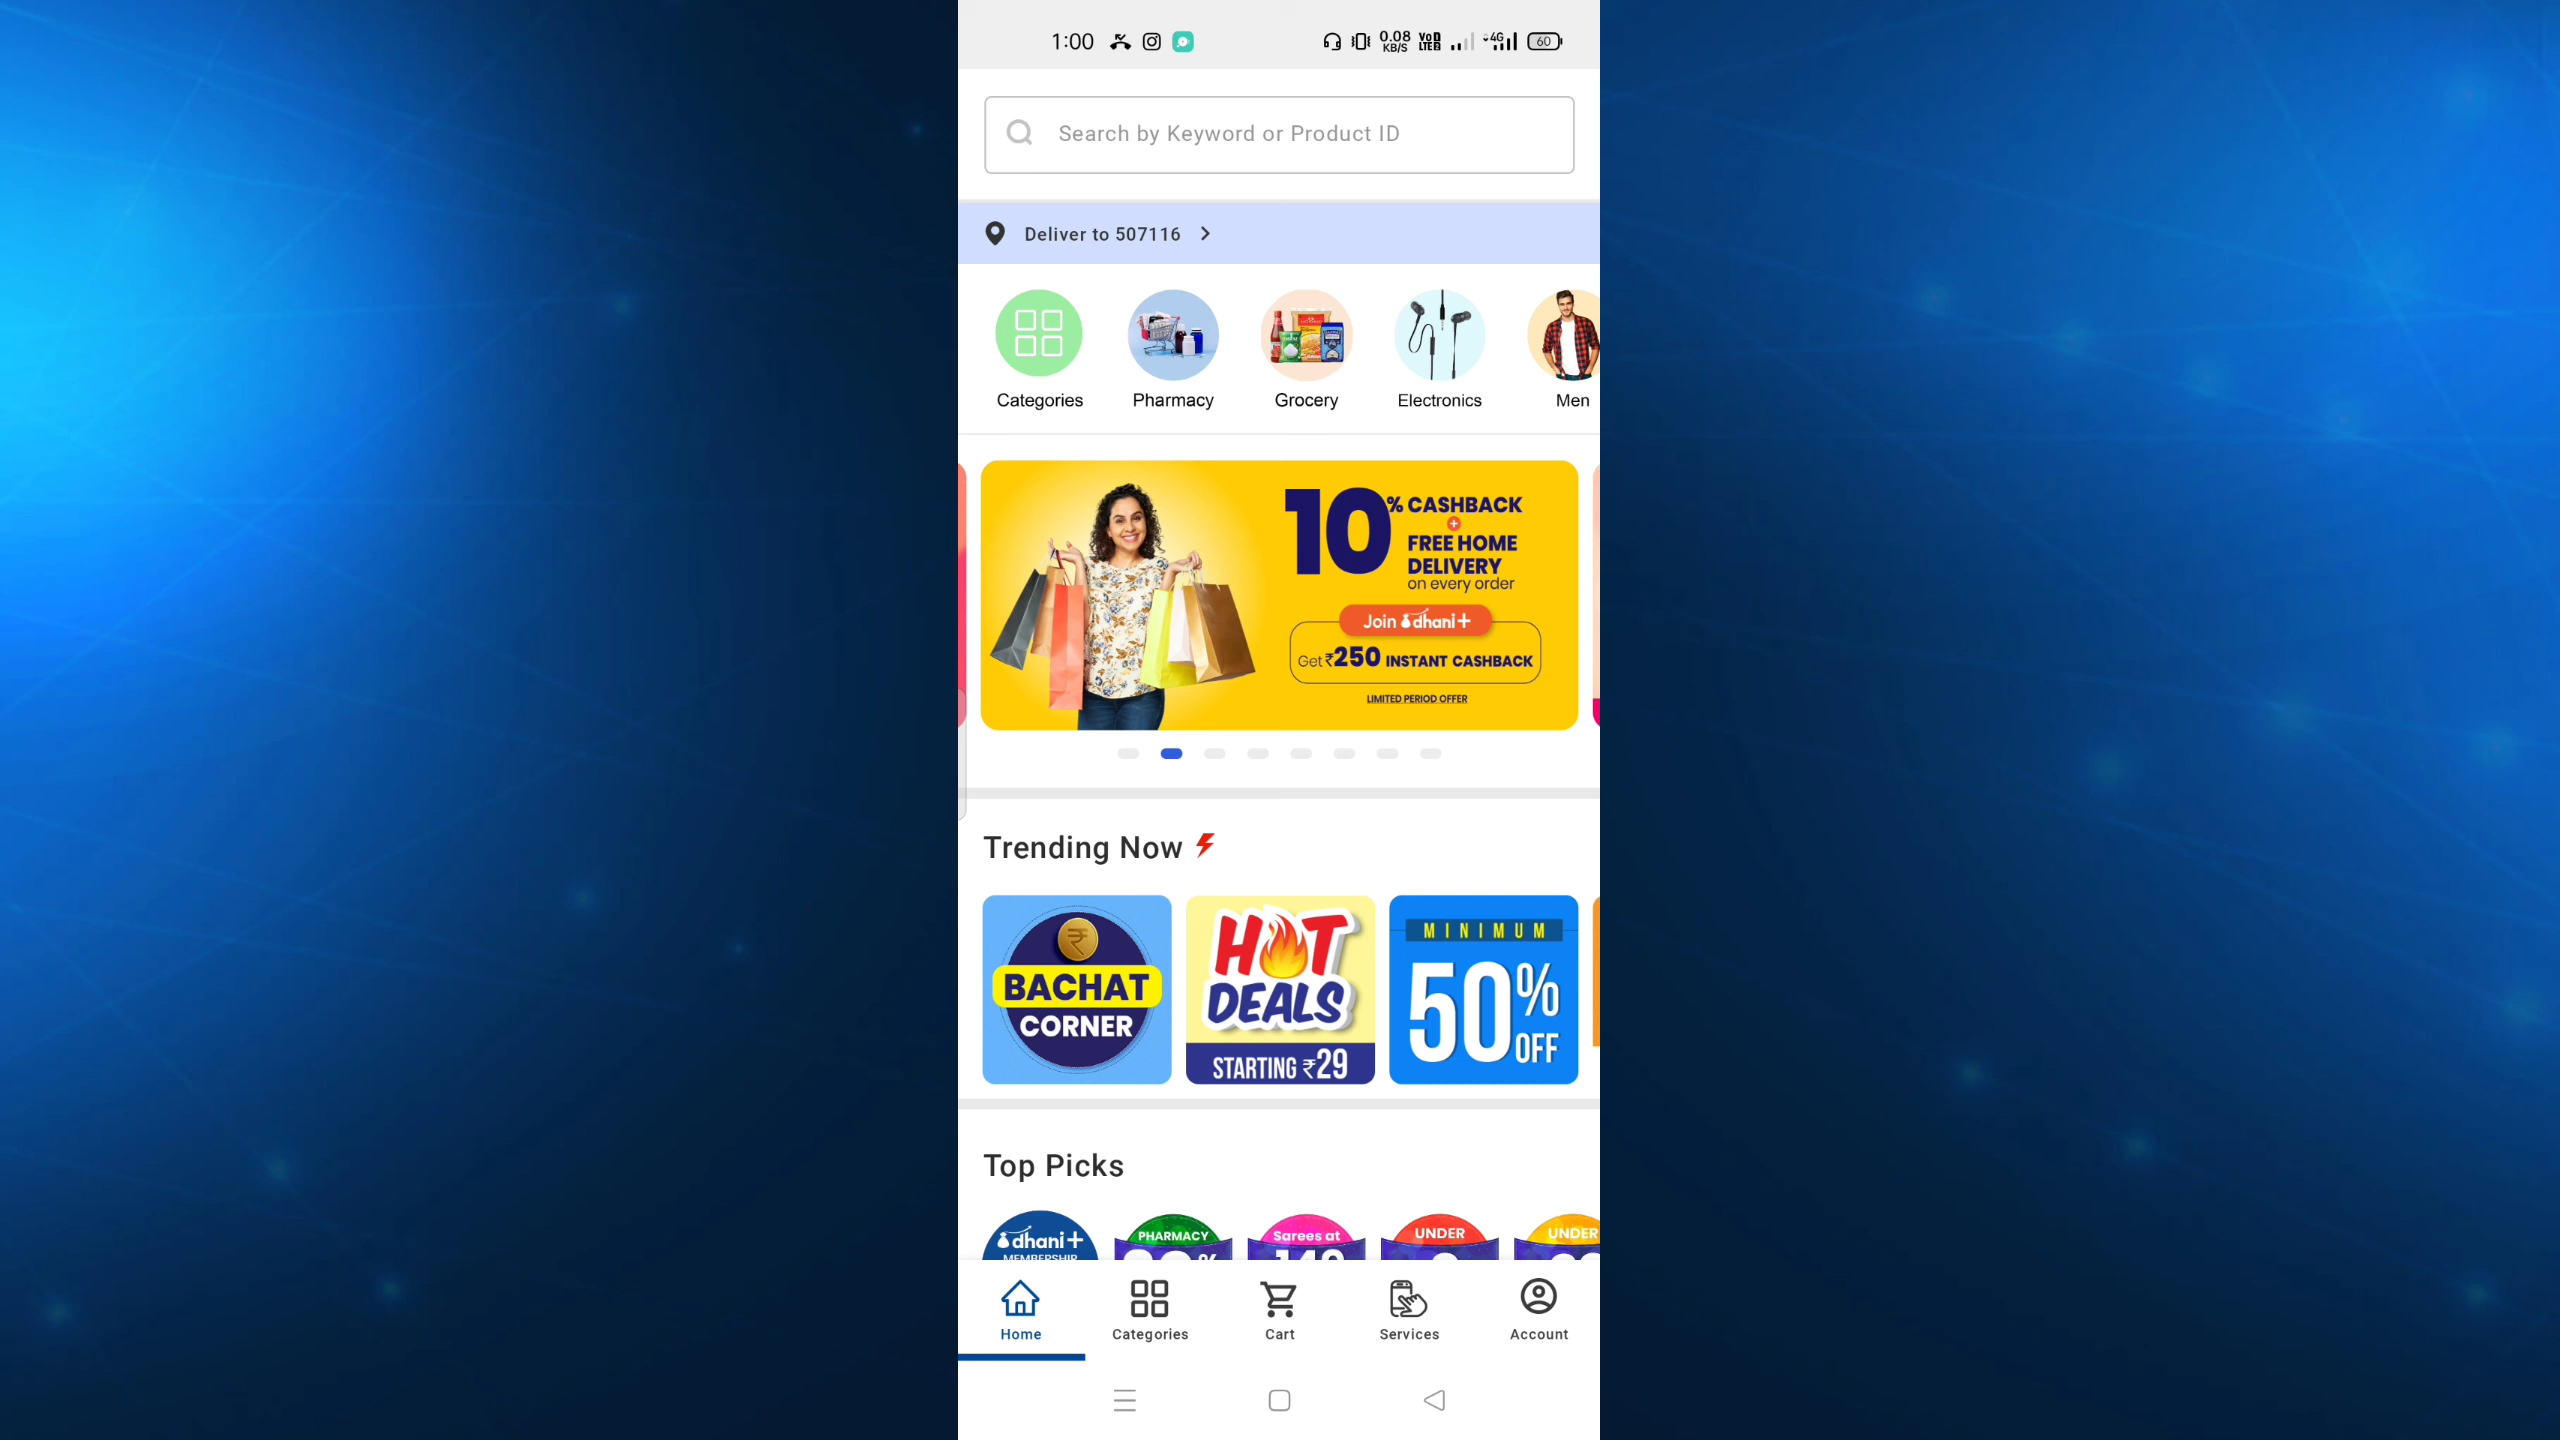 1:00
0.08
KB/S
4G
60
Search by Keyword or Product ID
Deliver to 507116
Categories
Pharmacy
Grocery
Electronics
Men
10% CASHBACK
+
FREE HOME
DELIVERY
on every order
Join dhani+
Get ₹250 INSTANT CASHBACK
LIMITED PERIOD OFFER
Trending Now
BACHAT
CORNER
HOT
DEALS
STARTING ₹29
MINIMUM
50%
OFF
Top Picks
dhani+
MEMBERSHIP
PHARMACY
Sarees at
UNDER
UNDER
Home
Categories
Cart
Services
Account